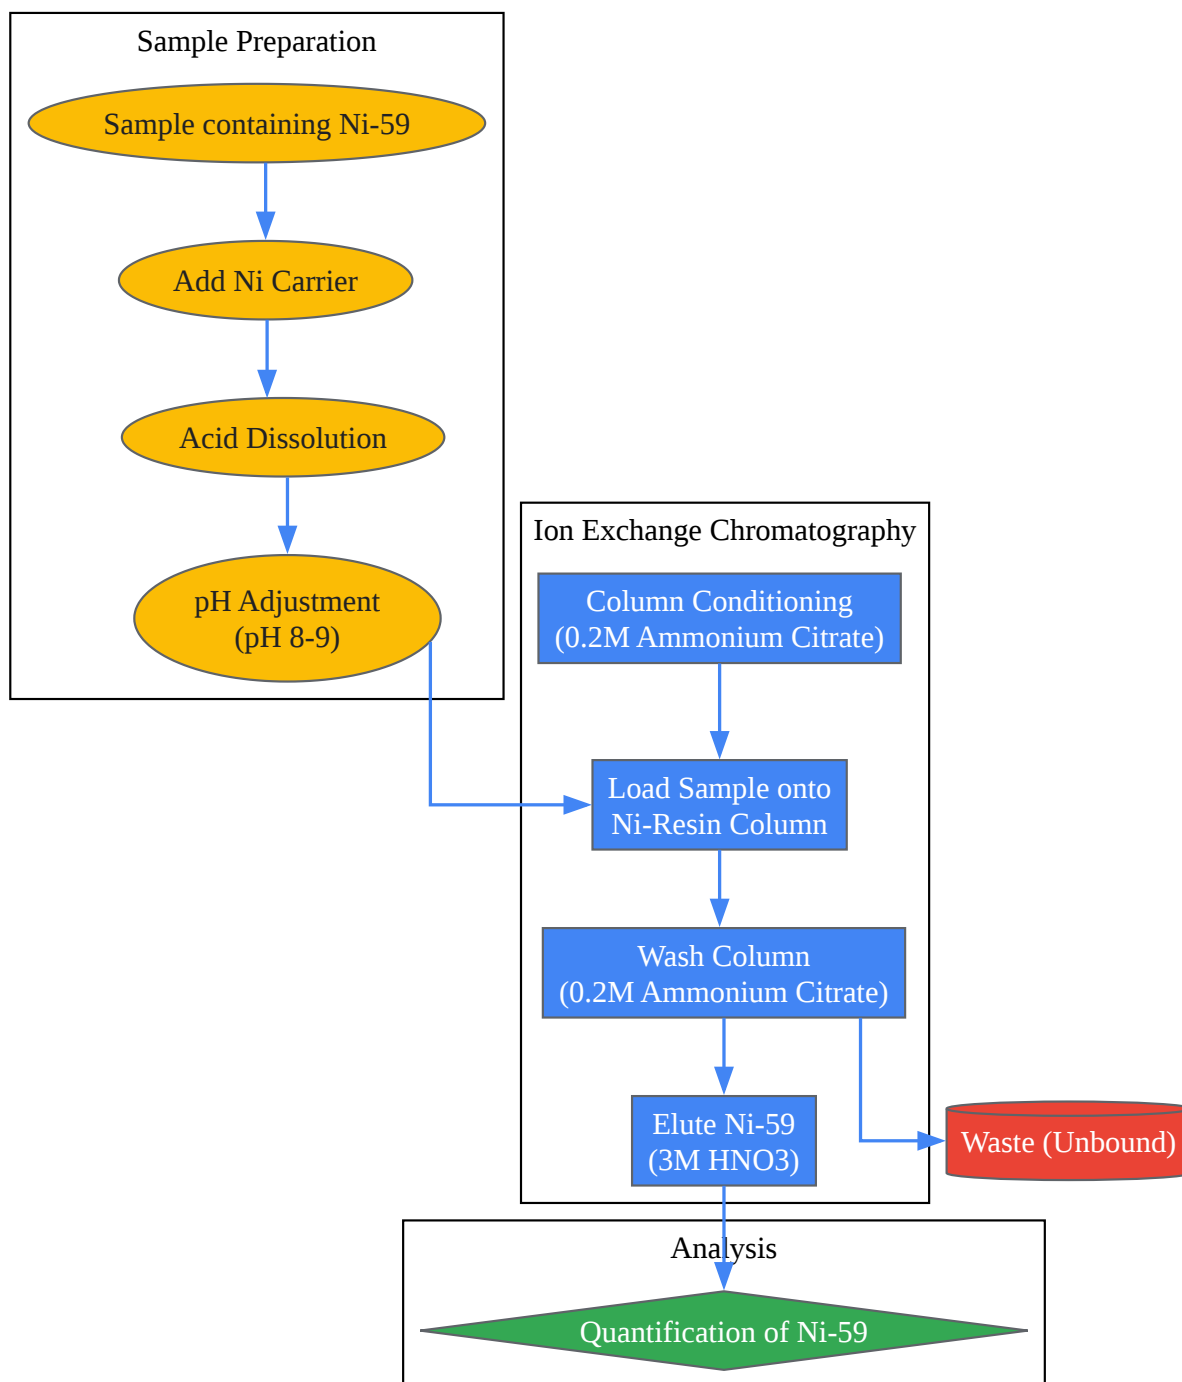 Sample Preparation
Sample containing Ni-59
Add Ni Carrier
Acid Dissolution
pH Adjustment
(pH 8-9)
Ion Exchange Chromatography
Column Conditioning
(0.2M Ammonium Citrate)
Load Sample onto
Ni-Resin Column
Wash Column
(0.2M Ammonium Citrate)
Elute Ni-59
(3M HNO3)
Waste (Unbound)
Analysis
Quantification of Ni-59